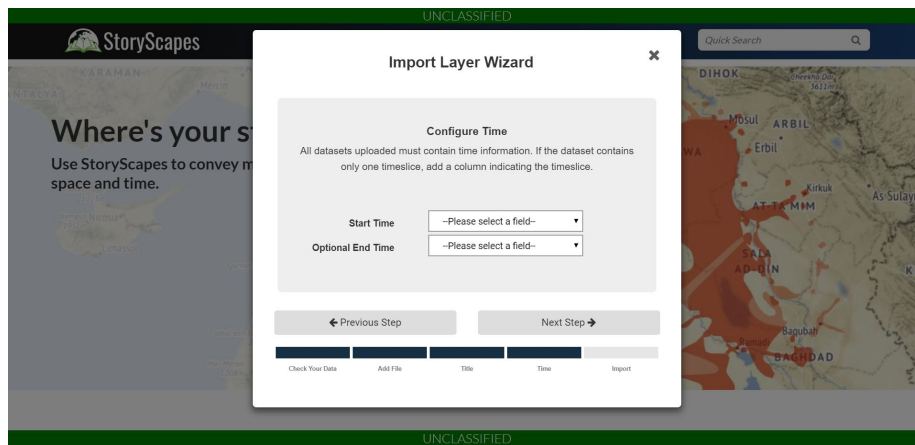 UNCLASSIFIED
StoryScapes
Quick Search
Import Layer Wizard
KARAMAN
DIHOK
Mosul
ARBIL
Erbil
Kirkuk
As Sulay
AT-TA'MIM
SALA
AD-DIN
Baqubah
Ramadi
BAGHDAD
Where's your s
Use StoryScapes to convey m
space and time.
Configure Time
All datasets uploaded must contain time information. If the dataset contains
only one timeslice, add a column indicating the timeslice.
Start Time
--Please select a field--
Optional End Time
--Please select a field--
Previous Step
Next Step
Check Your Data
Add File
Title
Time
Import
UNCLASSIFIED